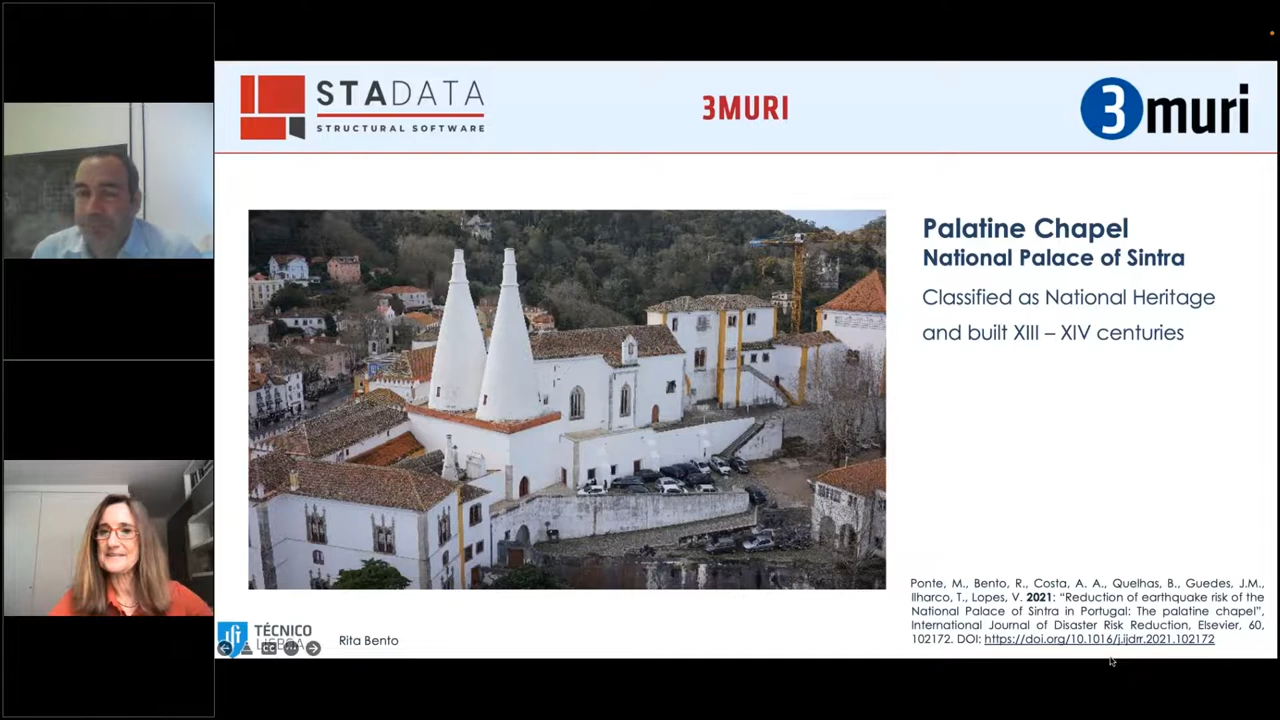 STADATA
STRUCTURAL SOFTWARE
3MURI
3muri
Palatine Chapel
National Palace of Sintra
Classified as National Heritage
and built XIII – XIV centuries
Ponte, M., Bento, R., Costa, A. A., Quelhas, B., Guedes, J.M.,
Ilharco, T., Lopes, V. 2021: “Reduction of earthquake risk of the
National Palace of Sintra in Portugal: The palatine chapel”,
International Journal of Disaster Risk Reduction, Elsevier, 60,
102172. DOI: https://doi.org/10.1016/j.ijdrr.2021.102172
TÉCNICO
Rita Bento